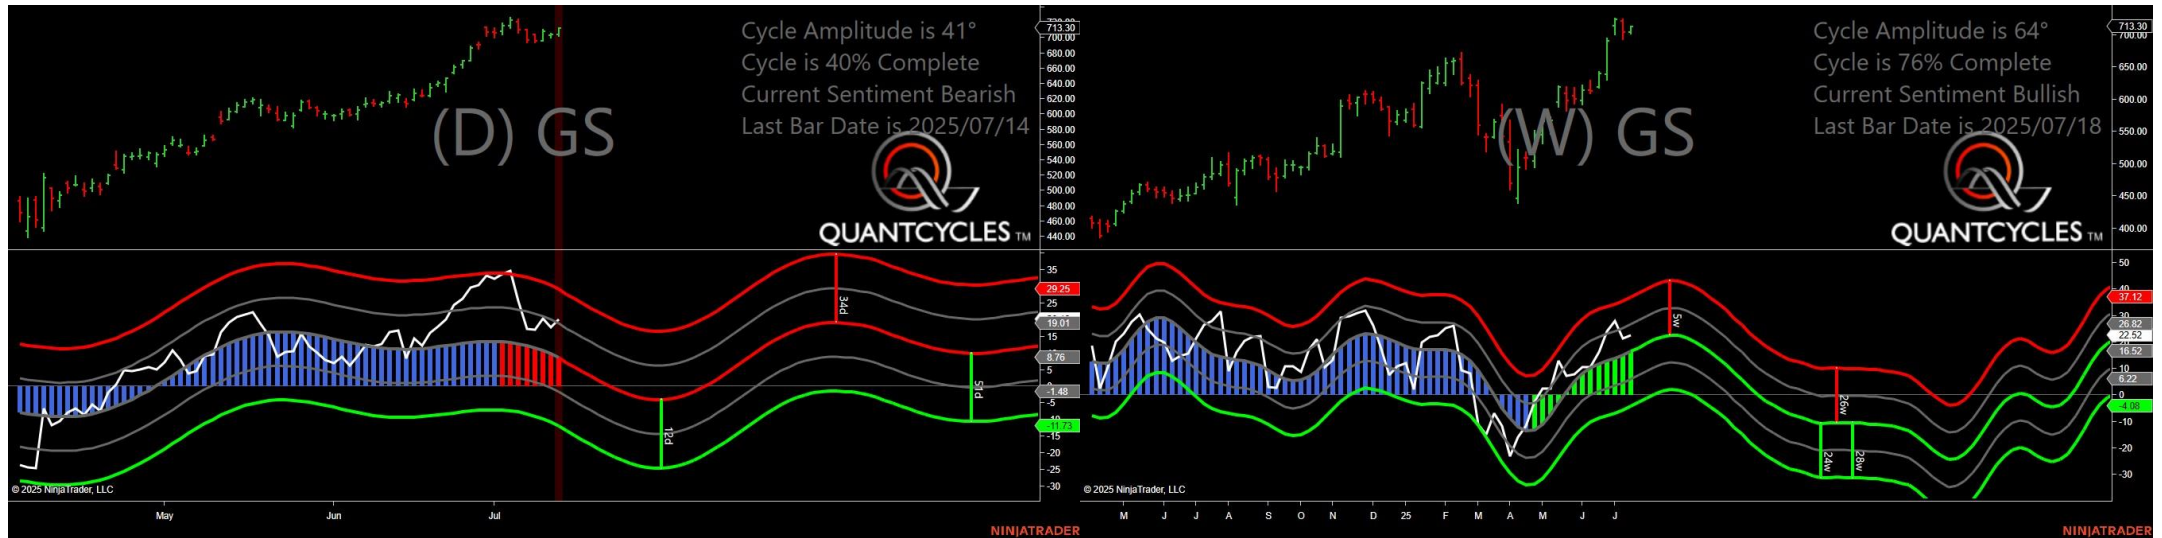 Cycle Amplitude is 41°
Cycle is 40% Complete
Current Sentiment Bearish
Last Bar Date is 2025/07/14
(D) GS
QUANTCYCLES TM
713.30
700.00
680.00
660.00
640.00
620.00
600.00
580.00
560.00
540.00
520.00
500.00
480.00
460.00
440.00
35
29.25
25
19.01
15
8.76
5
0
-1.48
-5
-11.73
-15
-20
-25
-30
34d
12d
51d
© 2025 NinjaTrader, LLC
May Jun Jul
NINJATRADER
Cycle Amplitude is 64°
Cycle is 76% Complete
Current Sentiment Bullish
Last Bar Date is 2025/07/18
(W) GS
QUANTCYCLES TM
713.30
700.00
650.00
600.00
550.00
500.00
450.00
400.00
50
40
37.12
30
26.82
22.52
16.52
6.22
0
-4.08
-10
-20
-30
5w
26w
24w
28w
© 2025 NinjaTrader, LLC
M J J A S O N D 25 F M A M J J
NINJATRADER